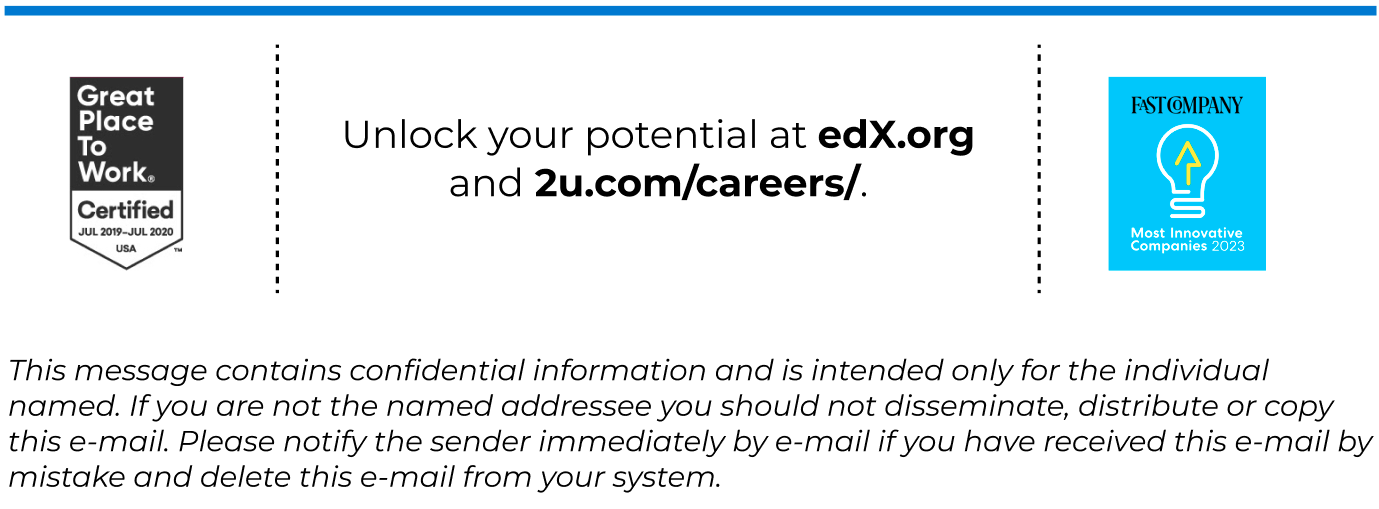 Great
Place
To
Work®
Certified
JUL 2019–JUL 2020
USA
™
Unlock your potential at edX.org
and 2u.com/careers/.
FAST COMPANY
Most Innovative
Companies 2023
This message contains confidential information and is intended only for the individual
named. If you are not the named addressee you should not disseminate, distribute or copy
this e-mail. Please notify the sender immediately by e-mail if you have received this e-mail by
mistake and delete this e-mail from your system.